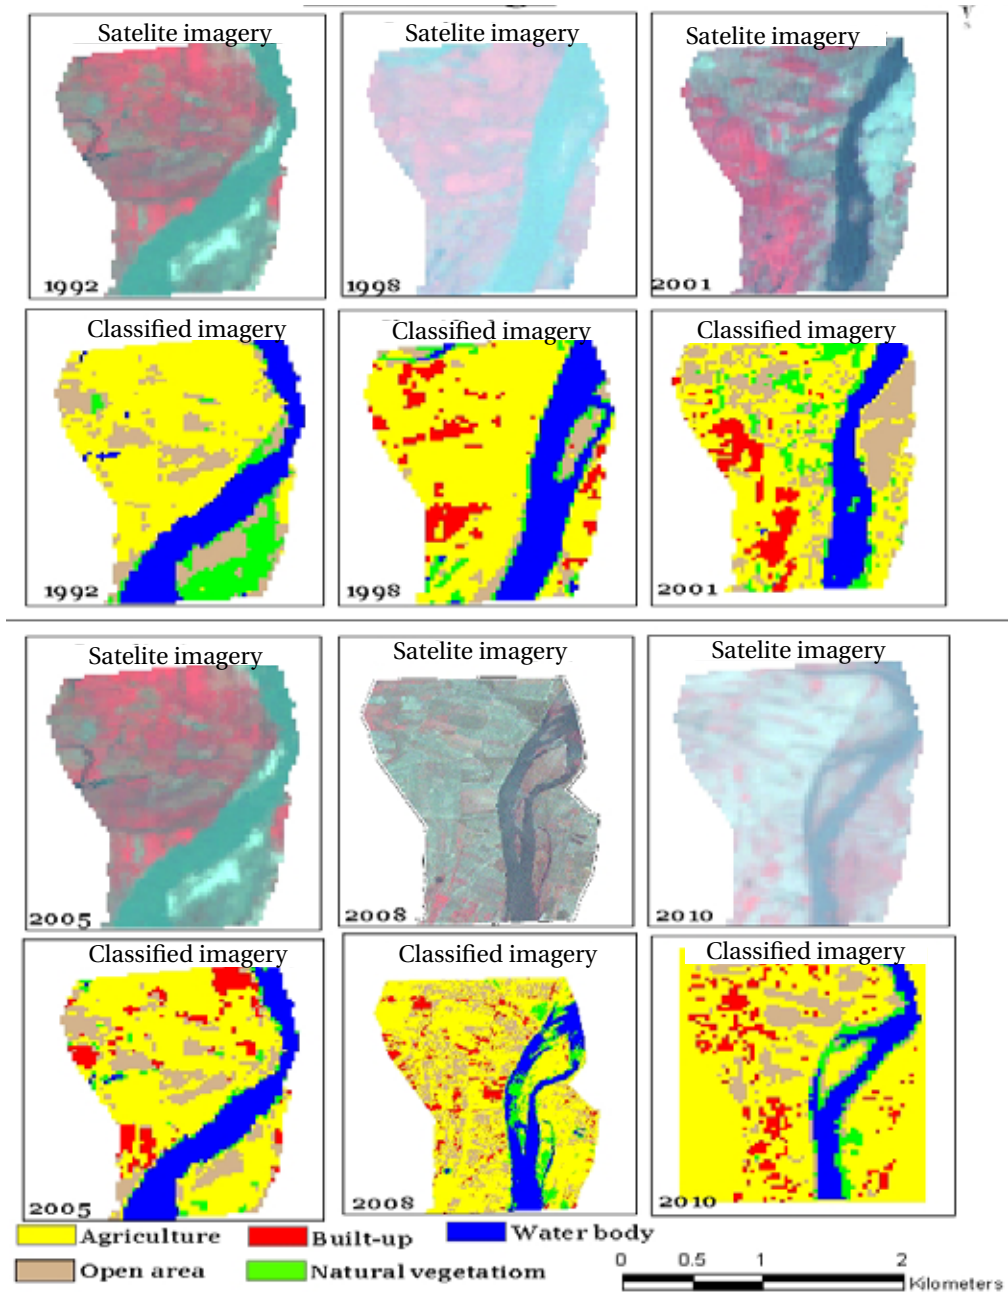 Satelite imagery Satelite imagery Satelite imagery
1992 1998 2001
Classified imagery Classified imagery Classified imagery
1992 1998 2001
Satelite imagery Satelite imagery Satelite imagery
2005 2008 2010
Classified imagery Classified imagery Classified imagery
2005 2008 2010
Agriculture Built-up Water body
Open area Natural vegetatiom
0 0.5 1 2
Kilometers